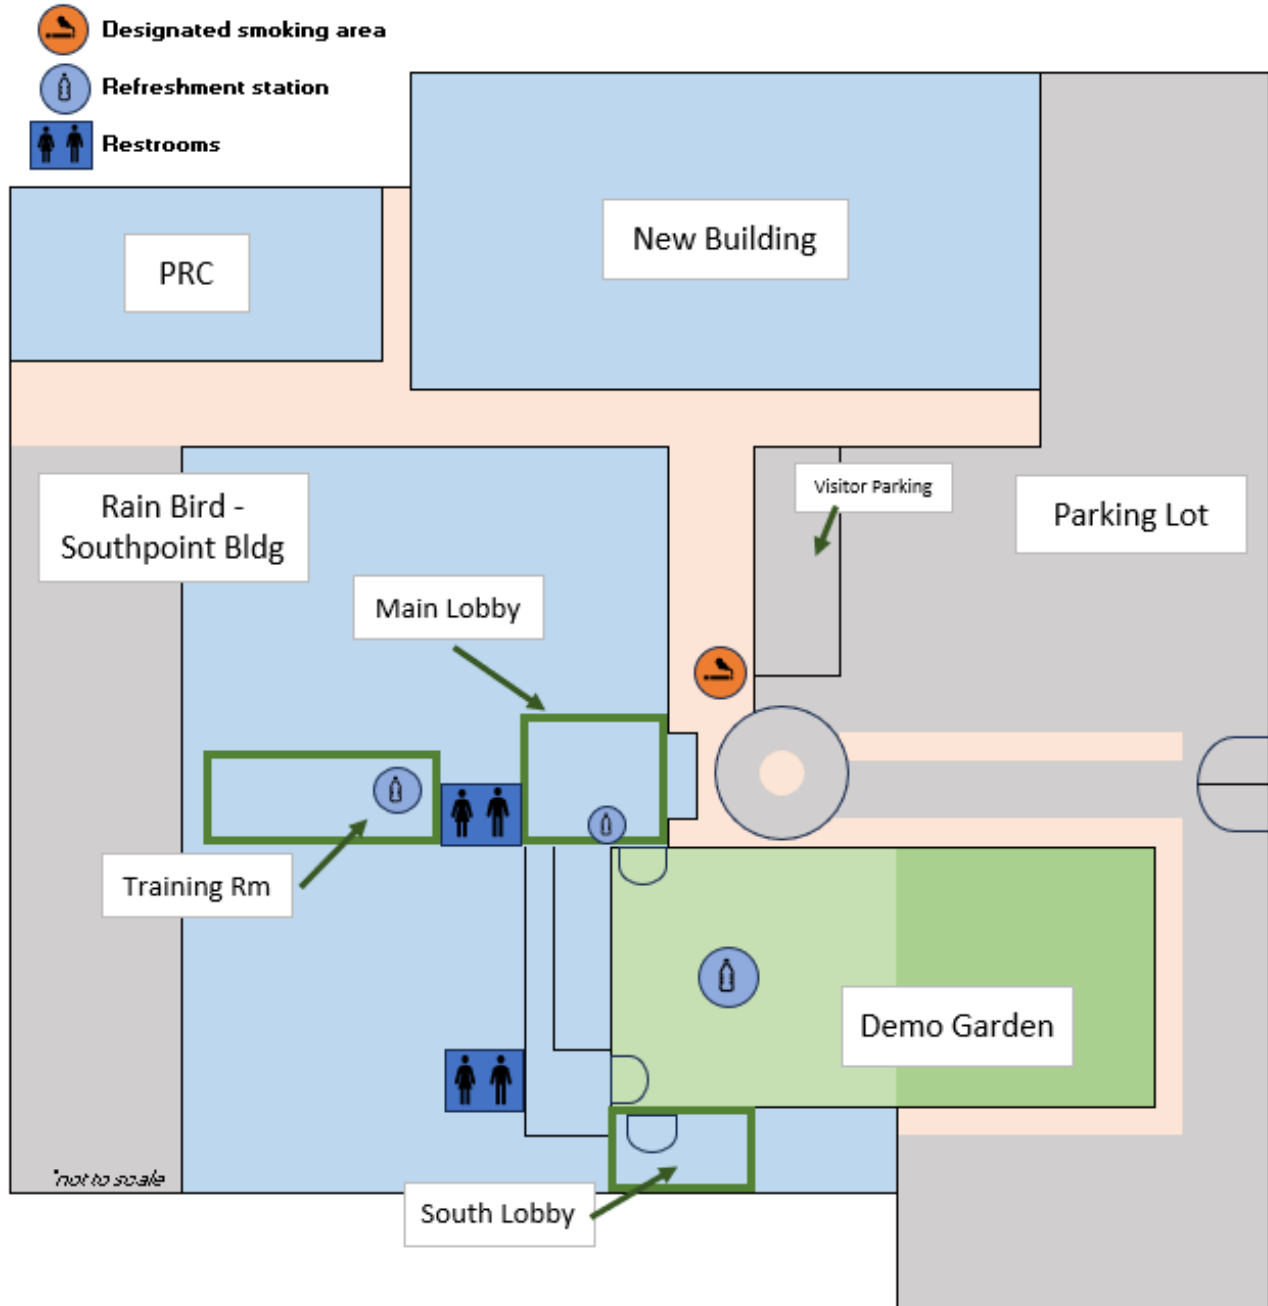 Designated smoking area
Refreshment station
Restrooms
New Building
PRC
Visitor Parking
Rain Bird -
Southpoint Bldg
Parking Lot
Main Lobby
Training Rm
Demo Garden
*not to scale
South Lobby